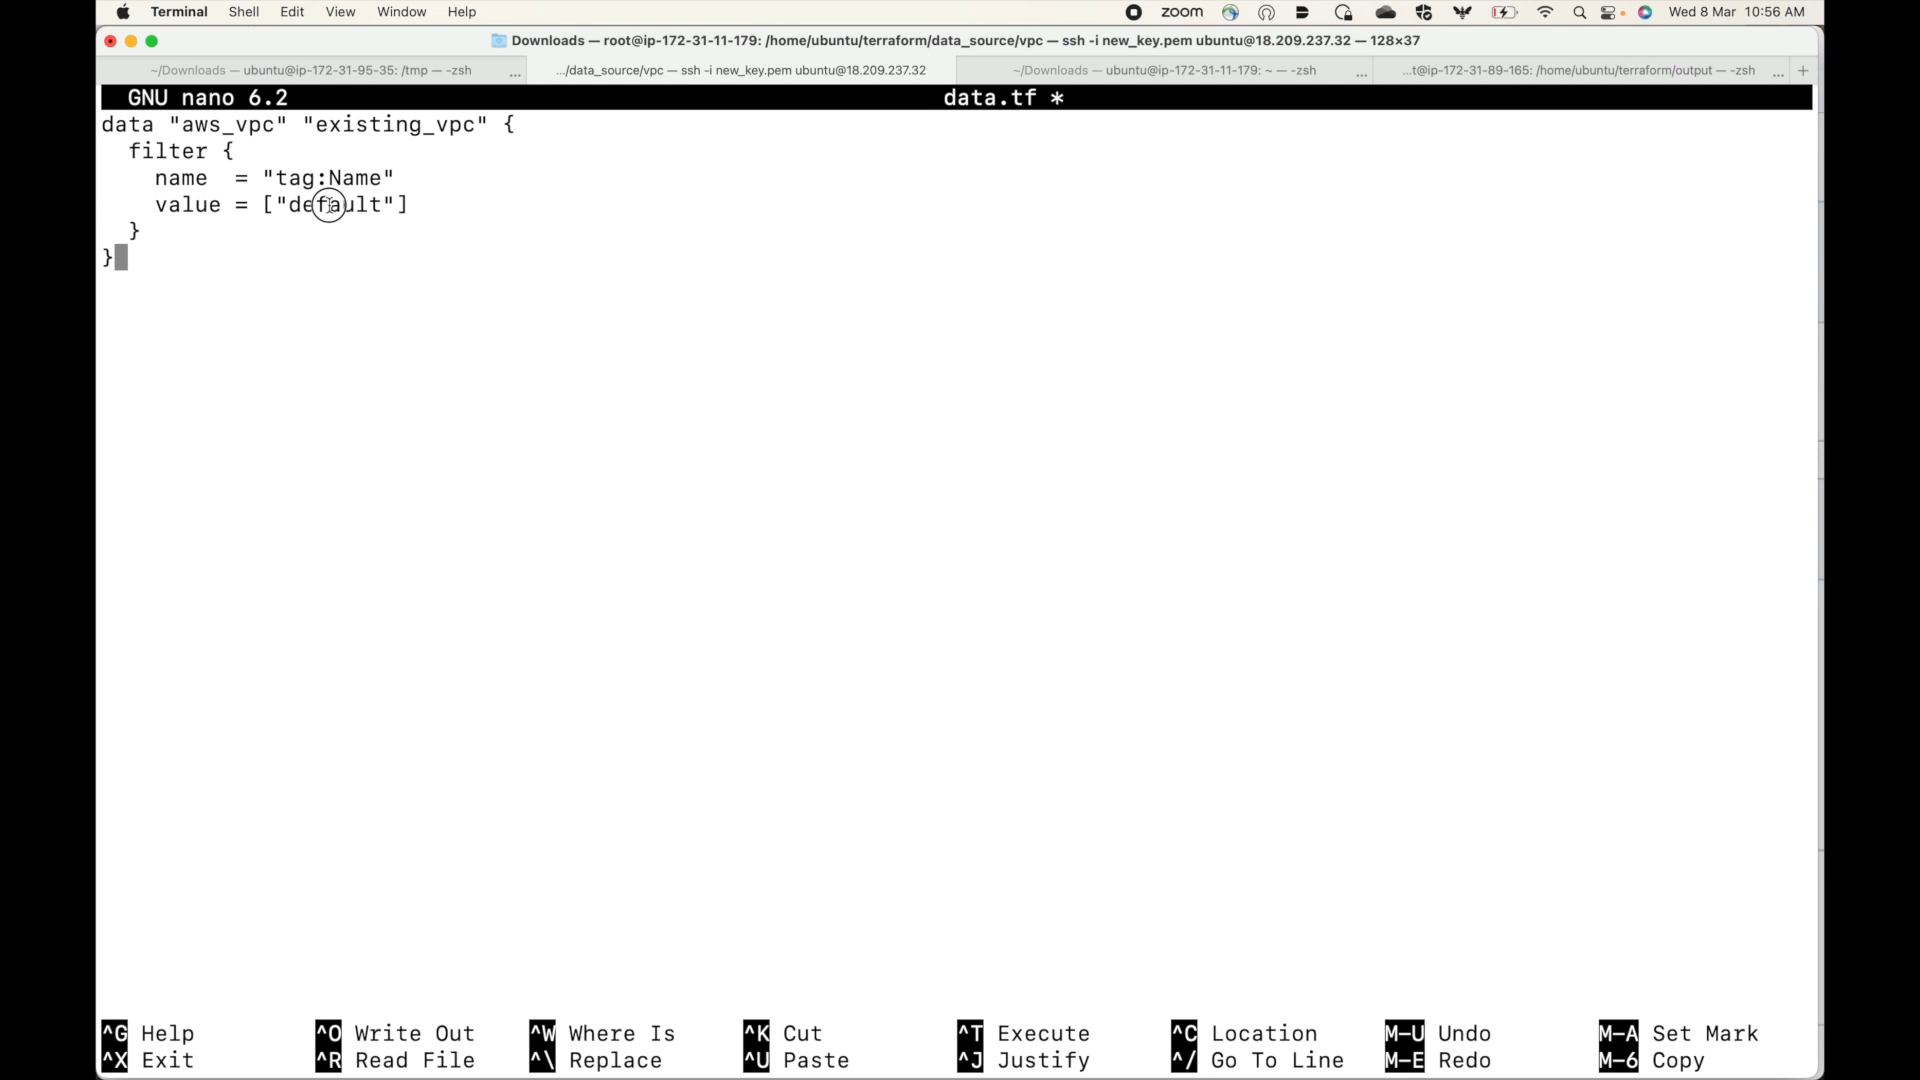 Terminal Shell Edit View Window Help zoom Wed 8 Mar 10:56 AM
Downloads — root@ip-172-31-11-179: /home/ubuntu/terraform/data_source/vpc — ssh -i new_key.pem ubuntu@18.209.237.32 — 128×37
~/Downloads — ubuntu@ip-172-31-95-35: /tmp — -zsh ... .../data_source/vpc — ssh -i new_key.pem ubuntu@18.209.237.32 ~/Downloads — ubuntu@ip-172-31-11-179: ~ — -zsh ... ...t@ip-172-31-89-165: /home/ubuntu/terraform/output — -zsh ... +
GNU nano 6.2 data.tf *
data "aws_vpc" "existing_vpc" {
filter {
name = "tag:Name"
value = ["default"]
}
}
^G Help ^O Write Out ^W Where Is ^K Cut ^T Execute ^C Location M-U Undo M-A Set Mark
^X Exit ^R Read File ^\ Replace ^U Paste ^J Justify ^/ Go To Line M-E Redo M-6 Copy